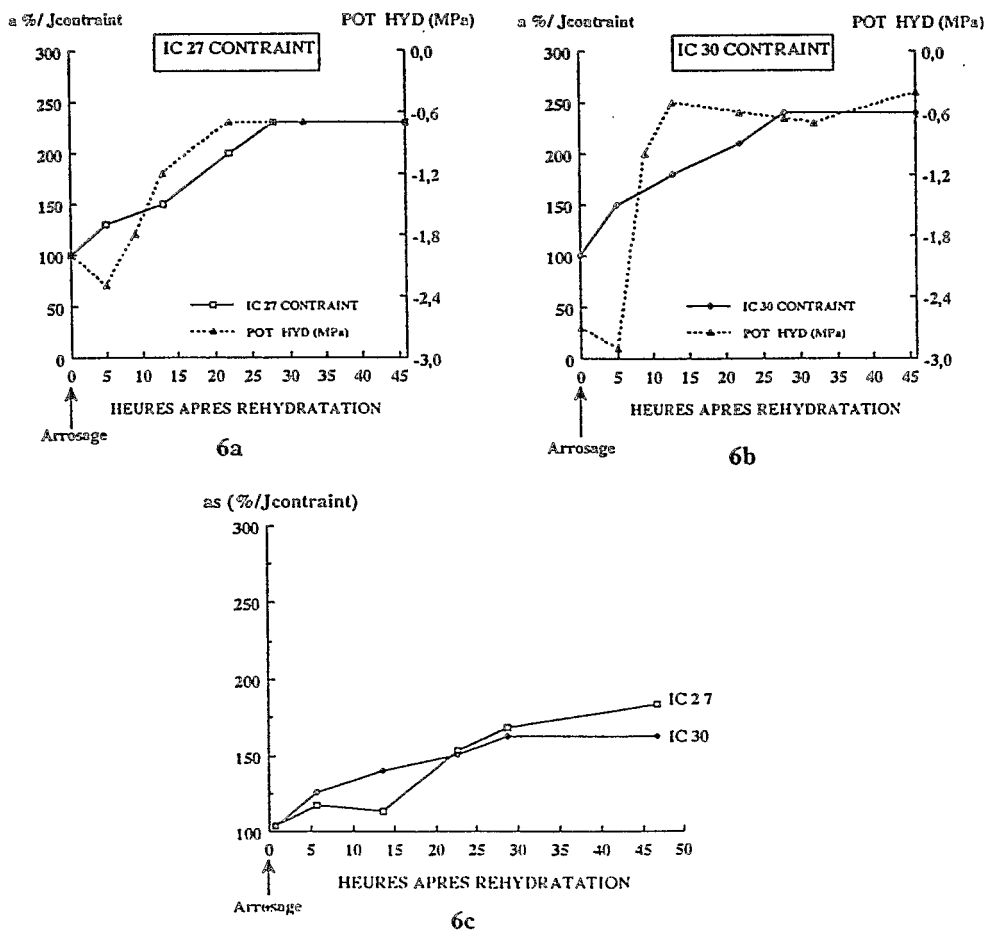 a %/Jcontraint
POT HYD (MPa)
IC 27 CONTRAINT
300
250
200
150
100
50
0
0,0
-0,6
-1,2
-1,8
-2,4
-3,0
IC 27 CONTRAINT
POT HYD (MPa)
0 5 10 15 20 25 30 35 40 45
HEURES APRES REHYDRATATION
Arrosage
6a
a %/ Jcontraint
POT HYD (MPa)
IC 30 CONTRAINT
300
250
200
150
100
50
0
0,0
-0,6
-1,2
-1,8
-2,4
-3,0
IC 30 CONTRAINT
POT HYD (MPa)
0 5 10 15 20 25 30 35 40 45
HEURES APRES REHYDRATATION
Arrosage
6b
as (%/Jcontraint)
300
250
200
150
100
IC 27
IC 30
0 5 10 15 20 25 30 35 40 45 50
HEURES APRES REHYDRATATION
Arrosage
6c